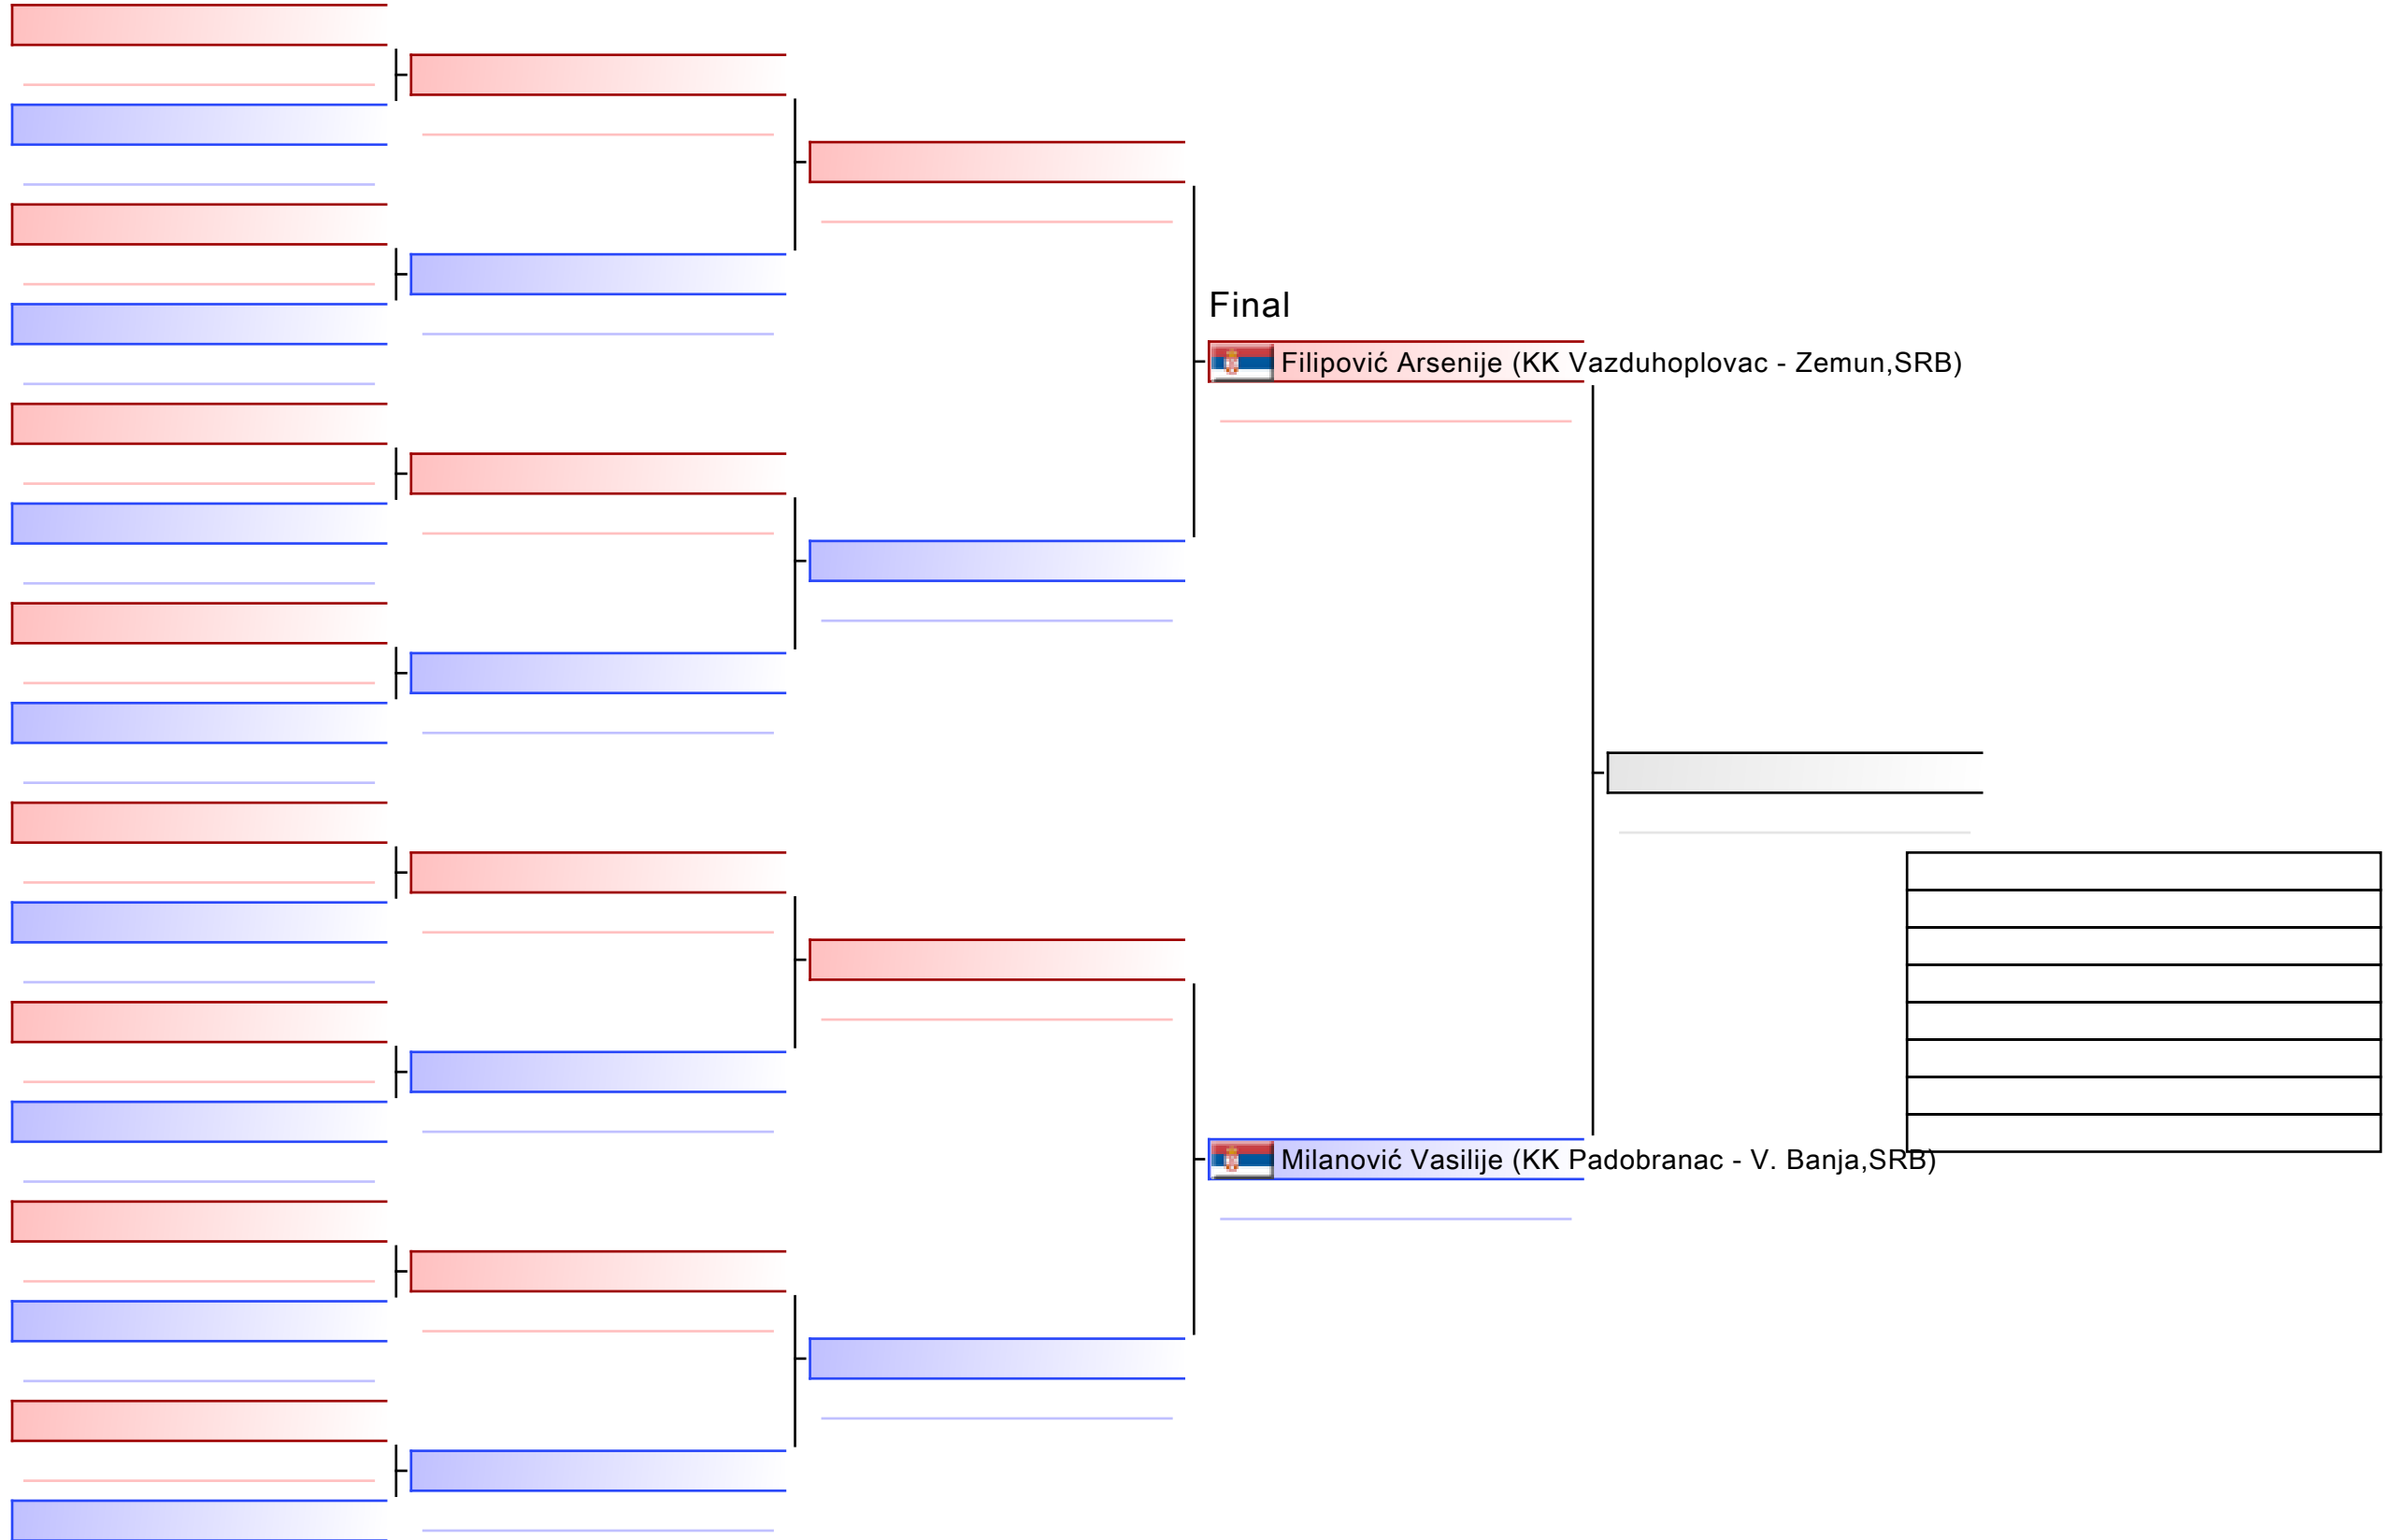 Final
Filipović Arsenije (KK Vazduhoplovac - Zemun,SRB)
Milanović Vasilije (KK Padobranac - V. Banja,SRB)